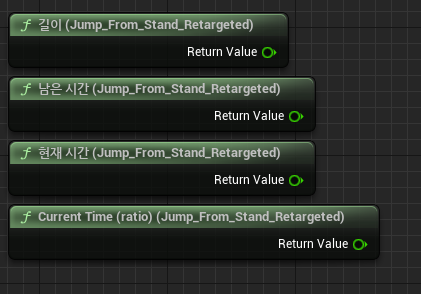 f 길이 (Jump_From_Stand_Retargeted)
Return Value
f 남은 시간 (Jump_From_Stand_Retargeted)
Return Value
f 현재 시간 (Jump_From_Stand_Retargeted)
Return Value
f Current Time (ratio) (Jump_From_Stand_Retargeted)
Return Value